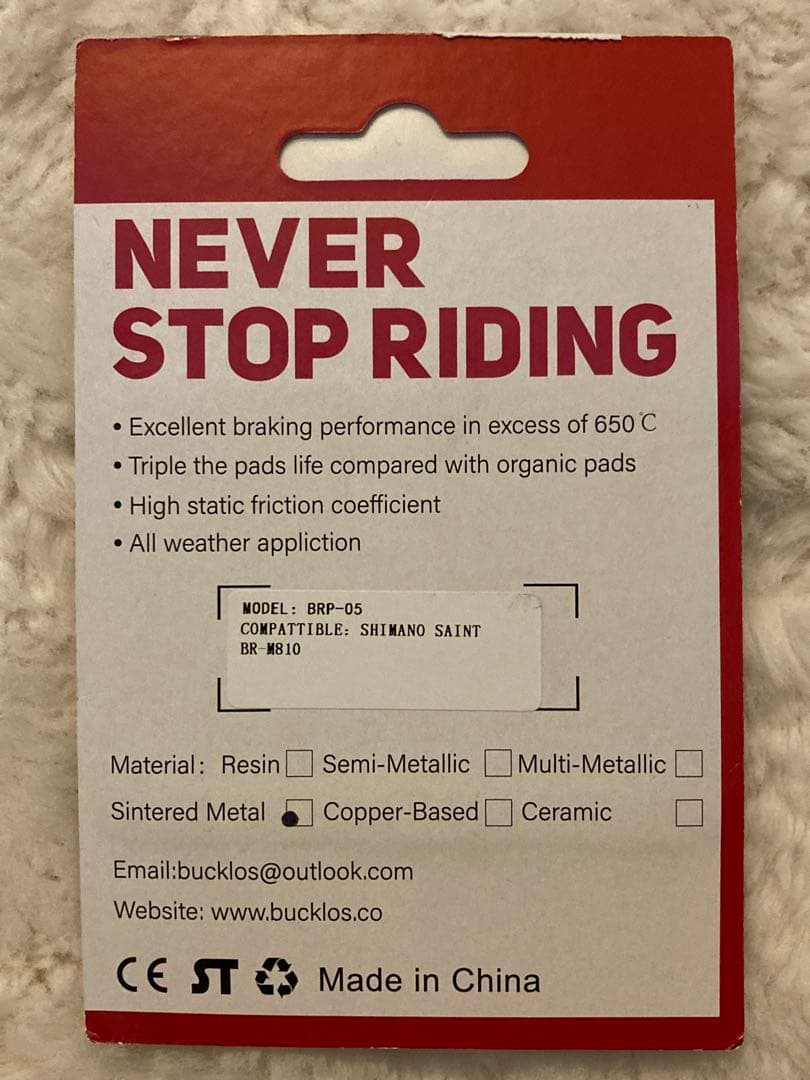 NEVER
STOP RIDING
• Excellent braking performance in excess of 650℃
• Triple the pads life compared with organic pads
• High static friction coefficient
• All weather appliction
MODEL: BRP-05
COMPATTIBLE: SHIMANO SAINT
BR-M810
Material: Resin Semi-Metallic Multi-Metallic
Sintered Metal Copper-Based Ceramic
Email:bucklos@outlook.com
Website: www.bucklos.co
CE ST Made in China